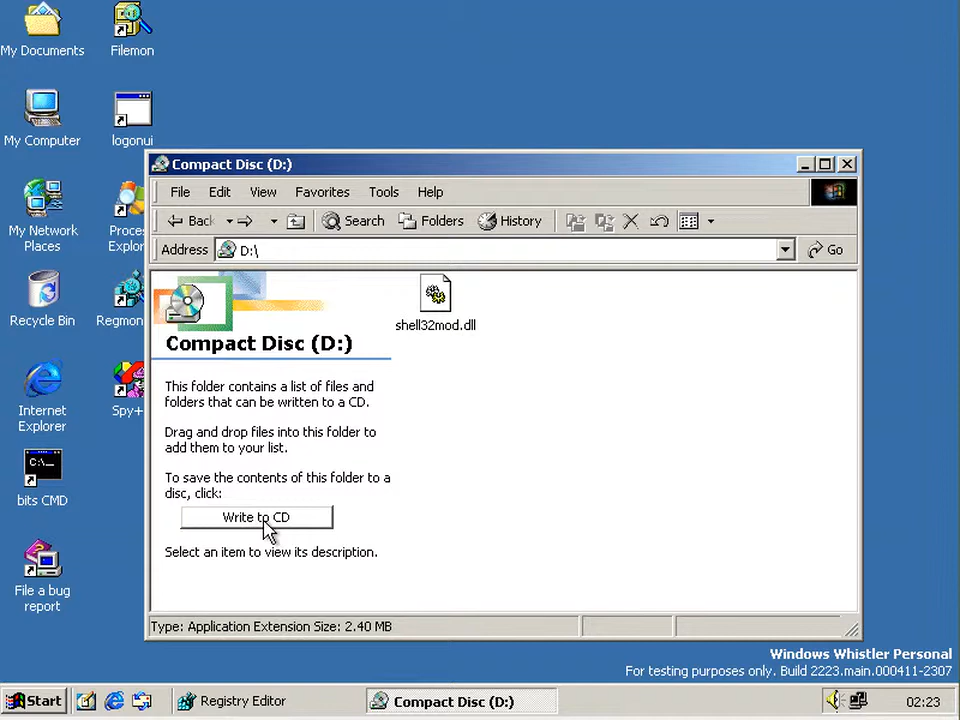 My Documents
Filemon
My Computer
logonui
My Network
Places
Proces
Explor
Recycle Bin
Regmon
Internet
Explorer
Spy+
bits CMD
C:\_
File a bug
report
Compact Disc (D:)
File Edit View Favorites Tools Help
Back Search Folders History
Address D:\ Go
Compact Disc (D:)
shell32mod.dll
This folder contains a list of files and
folders that can be written to a CD.
Drag and drop files into this folder to
add them to your list.
To save the contents of this folder to a
disc, click:
Write to CD
Select an item to view its description.
Type: Application Extension Size: 2.40 MB
Windows Whistler Personal
For testing purposes only. Build 2223.main.000411-2307
Start Registry Editor Compact Disc (D:) 02:23